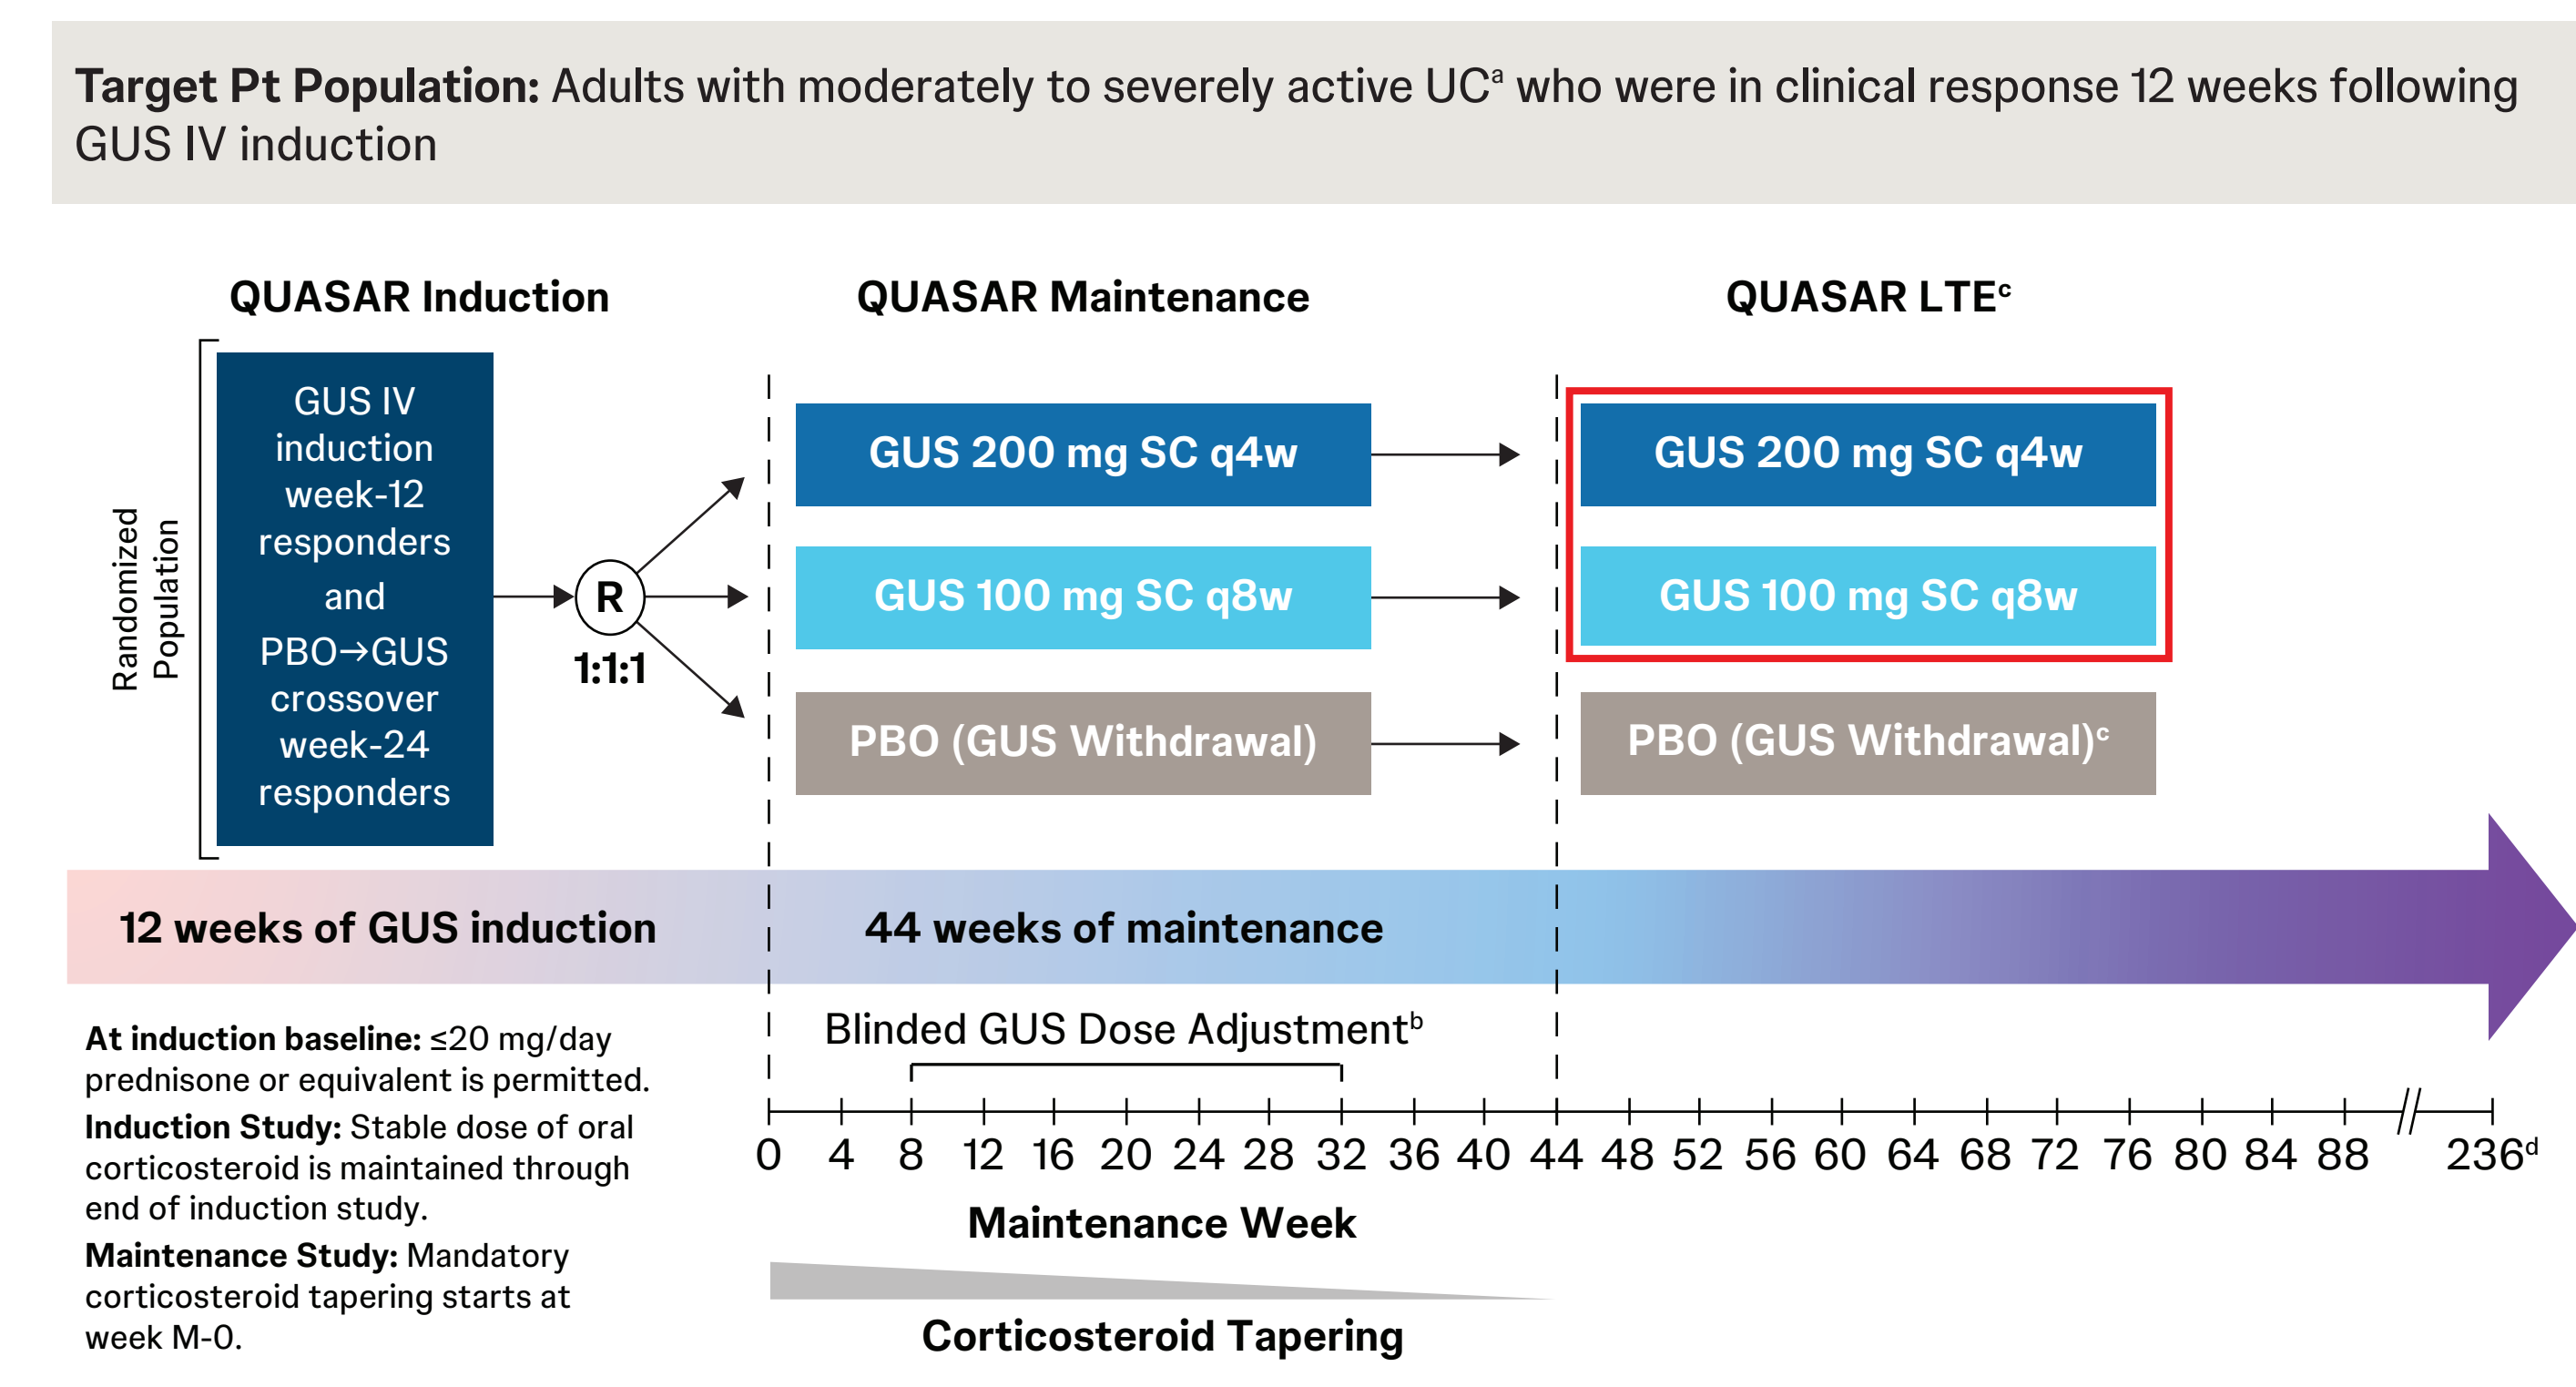 Target Pt Population: Adults with moderately to severely active UCᵃ who were in clinical response 12 weeks following
GUS IV induction
QUASAR Induction
QUASAR Maintenance
QUASAR LTEᶜ
Randomized
Population
GUS IV
induction
week-12
responders
and
PBO→GUS
crossover
week-24
responders
R
1:1:1
GUS 200 mg SC q4w
GUS 100 mg SC q8w
PBO (GUS Withdrawal)
GUS 200 mg SC q4w
GUS 100 mg SC q8w
PBO (GUS Withdrawal)ᶜ
12 weeks of GUS induction
44 weeks of maintenance
At induction baseline: ≤20 mg/day
prednisone or equivalent is permitted.
Induction Study: Stable dose of oral
corticosteroid is maintained through
end of induction study.
Maintenance Study: Mandatory
corticosteroid tapering starts at
week M-0.
Blinded GUS Dose Adjustmentᵇ
0 4 8 12 16 20 24 28 32 36 40 44 48 52 56 60 64 68 72 76 80 84 88 236ᵈ
Maintenance Week
Corticosteroid Tapering